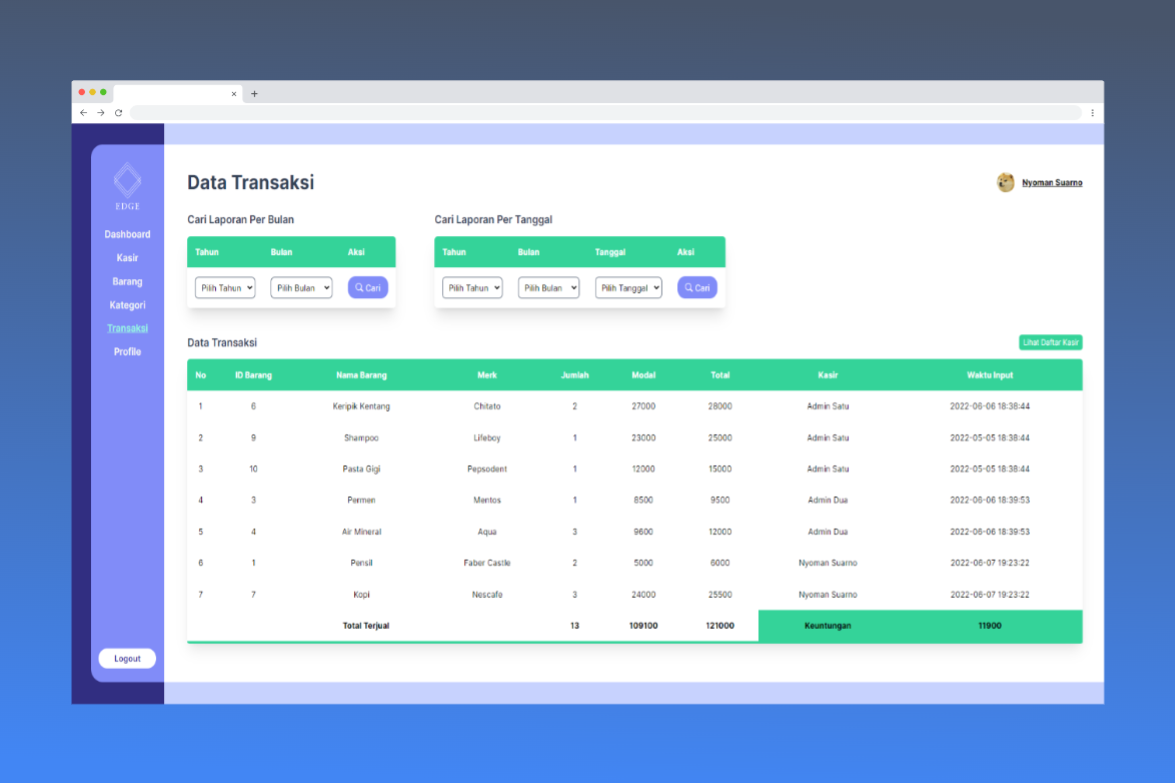 Data Transaksi
Nyoman Suarno
EDGE
Dashboard
Kasir
Barang
Kategori
Transaksi
Profile
Logout
Cari Laporan Per Bulan
Tahun Bulan Aksi
Pilih Tahun Pilih Bulan Cari
Cari Laporan Per Tanggal
Tahun Bulan Tanggal Aksi
Pilih Tahun Pilih Bulan Pilih Tanggal Cari
Data Transaksi
Lihat Daftar Kasir
No ID Barang Nama Barang Merk Jumlah Modal Total Kasir Waktu Input
1 6 Keripik Kentang Chitato 2 27000 28000 Admin Satu 2022-06-06 18:38:44
2 9 Shampoo Lifeboy 1 23000 25000 Admin Satu 2022-05-05 18:38:44
3 10 Pasta Gigi Pepsodent 1 12000 15000 Admin Satu 2022-05-05 18:38:44
4 3 Permen Mentos 1 8500 9500 Admin Dua 2022-06-06 18:39:53
5 4 Air Mineral Aqua 3 9600 12000 Admin Dua 2022-06-06 18:39:53
6 1 Pensil Faber Castle 2 5000 6000 Nyoman Suarno 2022-06-07 19:23:22
7 7 Kopi Nescafe 3 24000 25500 Nyoman Suarno 2022-06-07 19:23:22
Total Terjual 13 109100 121000 Keuntungan 11900